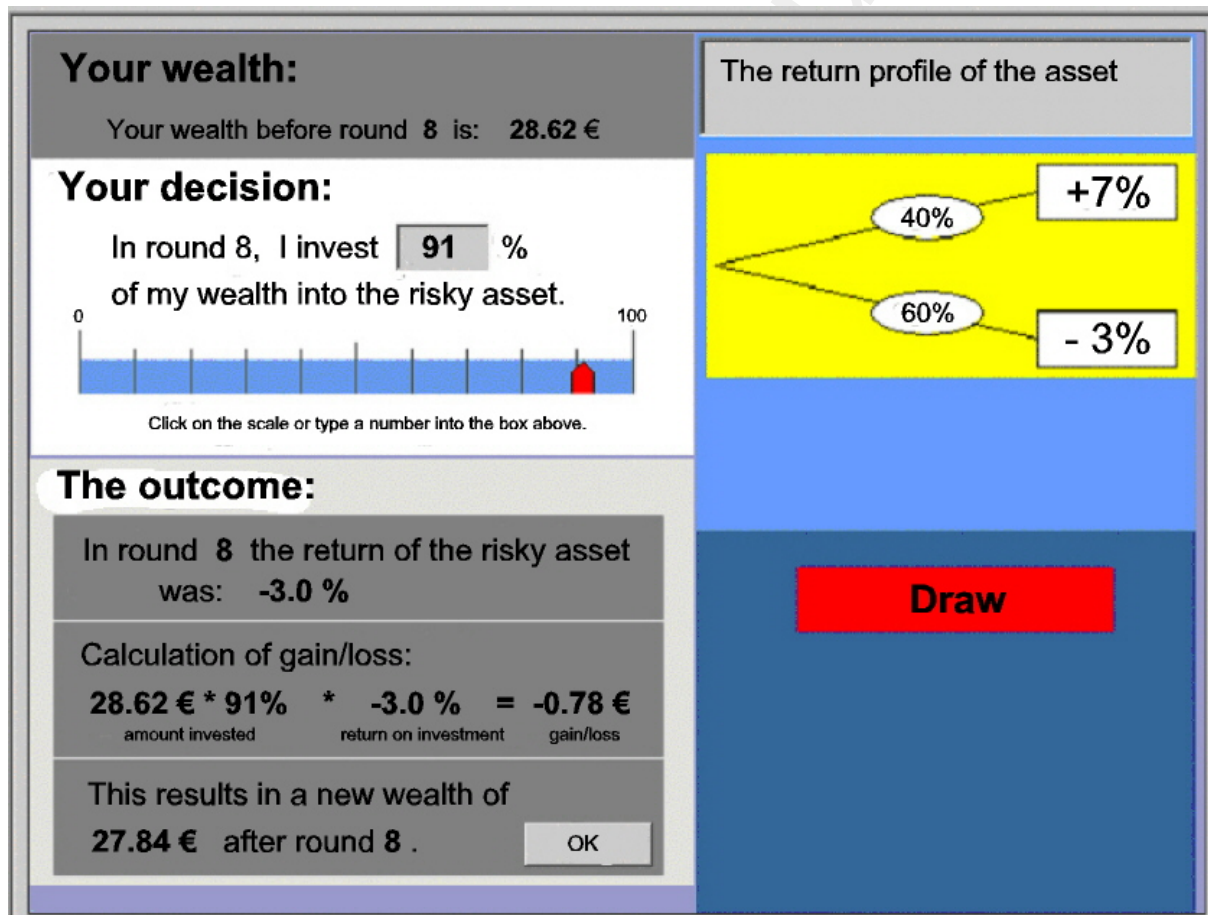 Your wealth:
Your wealth before round 8 is: 28.62 €
Your decision:
In round 8, I invest 91 %
of my wealth into the risky asset.
0 100
Click on the scale or type a number into the box above.
The outcome:
In round 8 the return of the risky asset
was: -3.0 %
Calculation of gain/loss:
28.62 € * 91% * -3.0 % = -0.78 €
amount invested return on investment gain/loss
This results in a new wealth of
27.84 € after round 8 .
OK
The return profile of the asset
+7%
40%
60%
- 3%
Draw